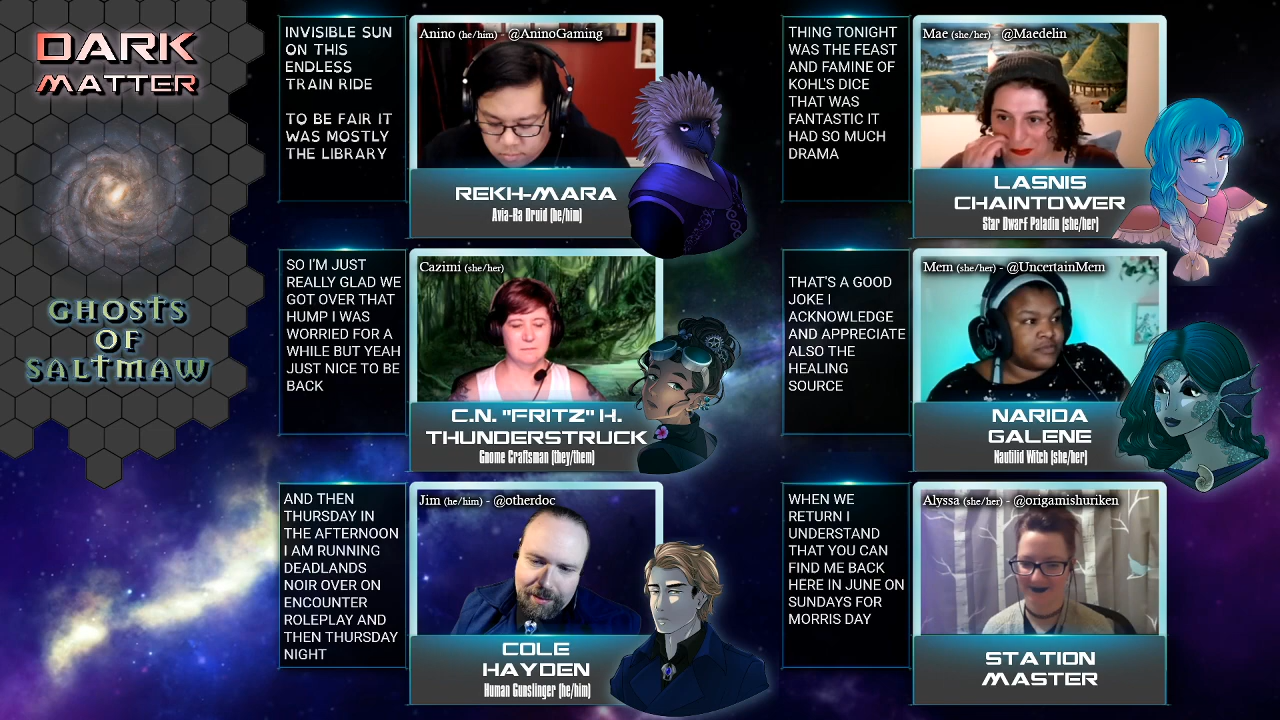 DARK
MATTER
GHOSTS
OF
SALTMAW
INVISIBLE SUN
ON THIS
ENDLESS
TRAIN RIDE
TO BE FAIR IT
WAS MOSTLY
THE LIBRARY
Anino (he/him) - @AninoGaming
REKH-MARA
Avia-Ra Druid (he/him)
THING TONIGHT
WAS THE FEAST
AND FAMINE OF
KOHL'S DICE
THAT WAS
FANTASTIC IT
HAD SO MUCH
DRAMA
Mae (she/her) - @Maedelin
LASNIS
CHAINTOWER
Star Dwarf Paladin (she/her)
SO I'M JUST
REALLY GLAD WE
GOT OVER THAT
HUMP I WAS
WORRIED FOR A
WHILE BUT YEAH
JUST NICE TO BE
BACK
Cazimi (she/her)
C.N. "FRITZ" H.
THUNDERSTRUCK
Gnome Craftsman (they/them)
THAT'S A GOOD
JOKE I
ACKNOWLEDGE
AND APPRECIATE
ALSO THE
HEALING
SOURCE
Mem (she/her) - @UncertainMem
NARIDA
GALENE
Nautilid Witch (she/her)
AND THEN
THURSDAY IN
THE AFTERNOON
I AM RUNNING
DEADLANDS
NOIR OVER ON
ENCOUNTER
ROLEPLAY AND
THEN THURSDAY
NIGHT
Jim (he/him) - @otherdoc
COLE
HAYDEN
Human Gunslinger (he/him)
WHEN WE
RETURN I
UNDERSTAND
THAT YOU CAN
FIND ME BACK
HERE IN JUNE ON
SUNDAYS FOR
MORRIS DAY
Alyssa (she/her) - @origamishuriken
STATION
MASTER